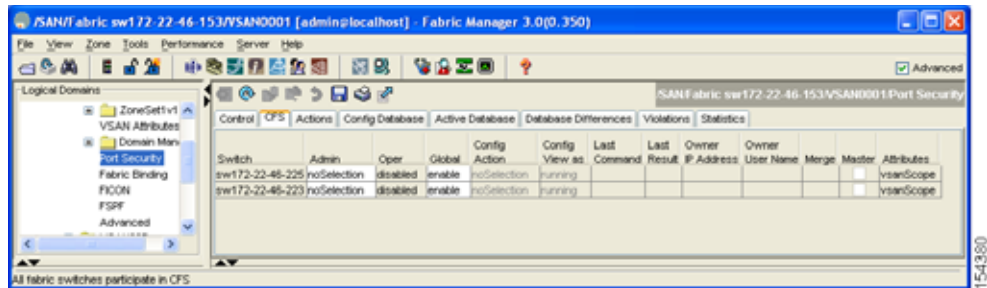 /SAN/Fabric sw172-22-46-153/VSAN0001 [admin@localhost] - Fabric Manager 3.0(0.350)
File View Zone Tools Performance Server Help
Advanced
Logical Domains
ZoneSet1v1
VSAN Attributes
Domain Mana
Port Security
Fabric Binding
FICON
FSPF
Advanced
/SAN/Fabric sw172-22-46-153/VSAN0001/Port Security
Control CFS Actions Config Database Active Database Database Differences Violations Statistics
Switch Admin Oper Global Config Action Config View as Last Command Last Result Owner IP Address Owner User Name Merge Master Attributes
sw172-22-46-225 noSelection disabled enable noSelection running vsanScope
sw172-22-46-223 noSelection disabled enable noSelection running vsanScope
All fabric switches participate in CFS
154380